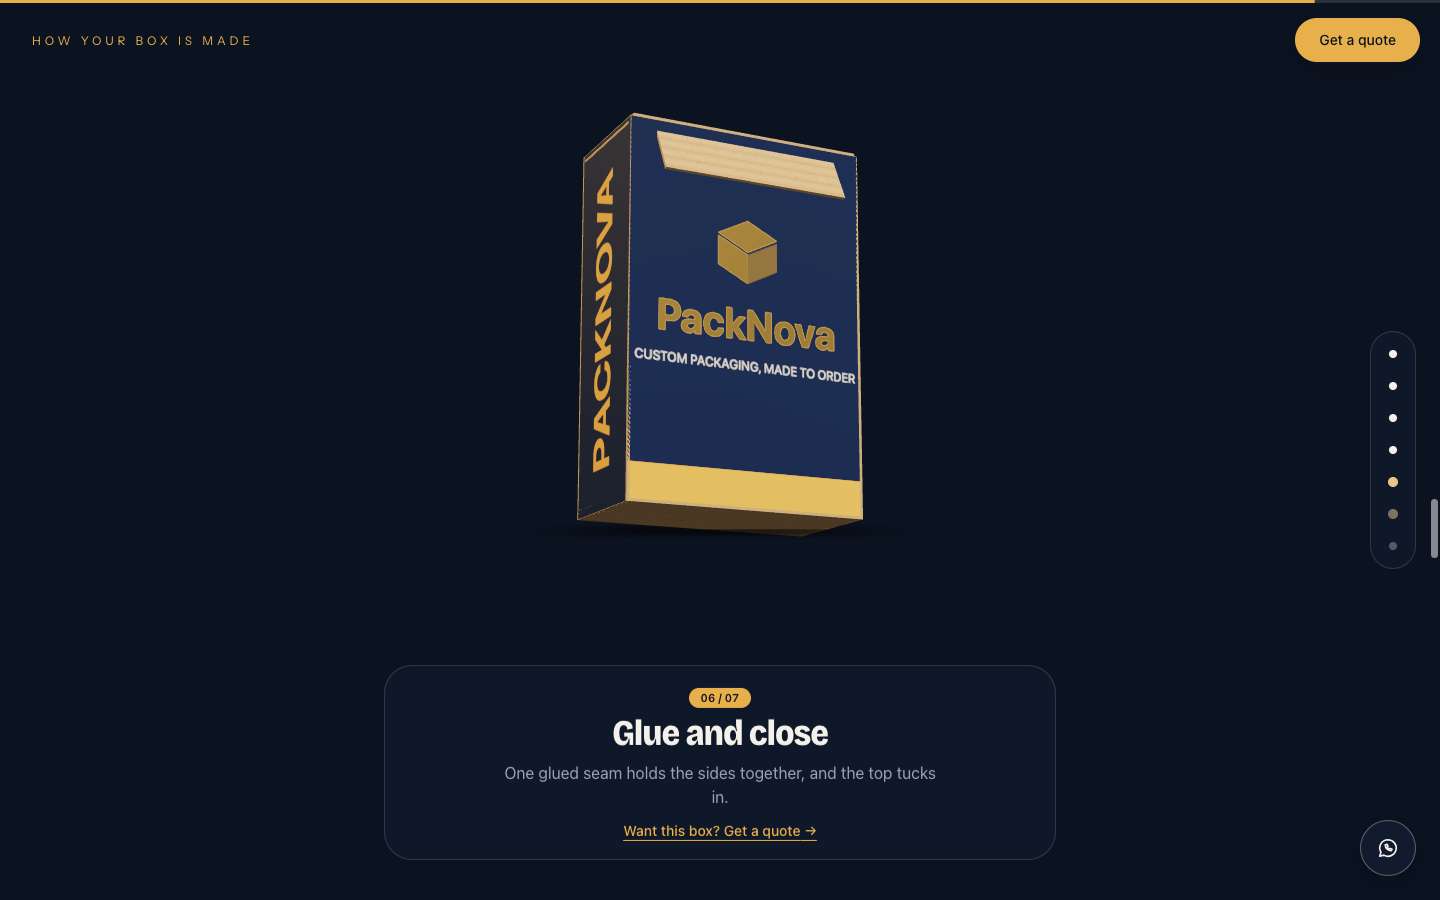 HOW YOUR BOX IS MADE
Get a quote
PACKNOVA
PackNova
CUSTOM PACKAGING, MADE TO ORDER
06 / 07
Glue and close
One glued seam holds the sides together, and the top tucks
in.
Want this box? Get a quote →